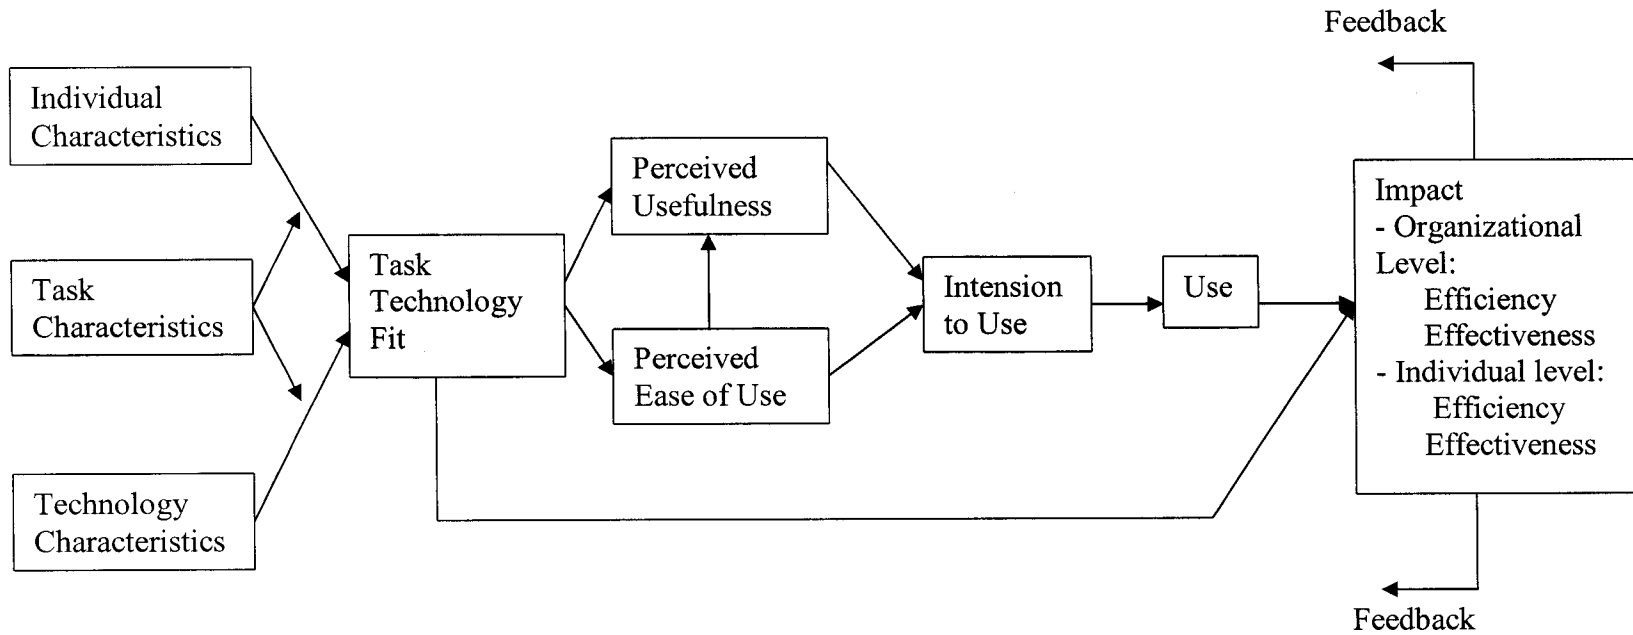 Feedback
Individual
Characteristics
Task
Characteristics
Technology
Characteristics
Task
Technology
Fit
Perceived
Usefulness
Perceived
Ease of Use
Intension
to Use
Use
Impact
- Organizational
Level:
Efficiency
Effectiveness
- Individual level:
Efficiency
Effectiveness
Feedback